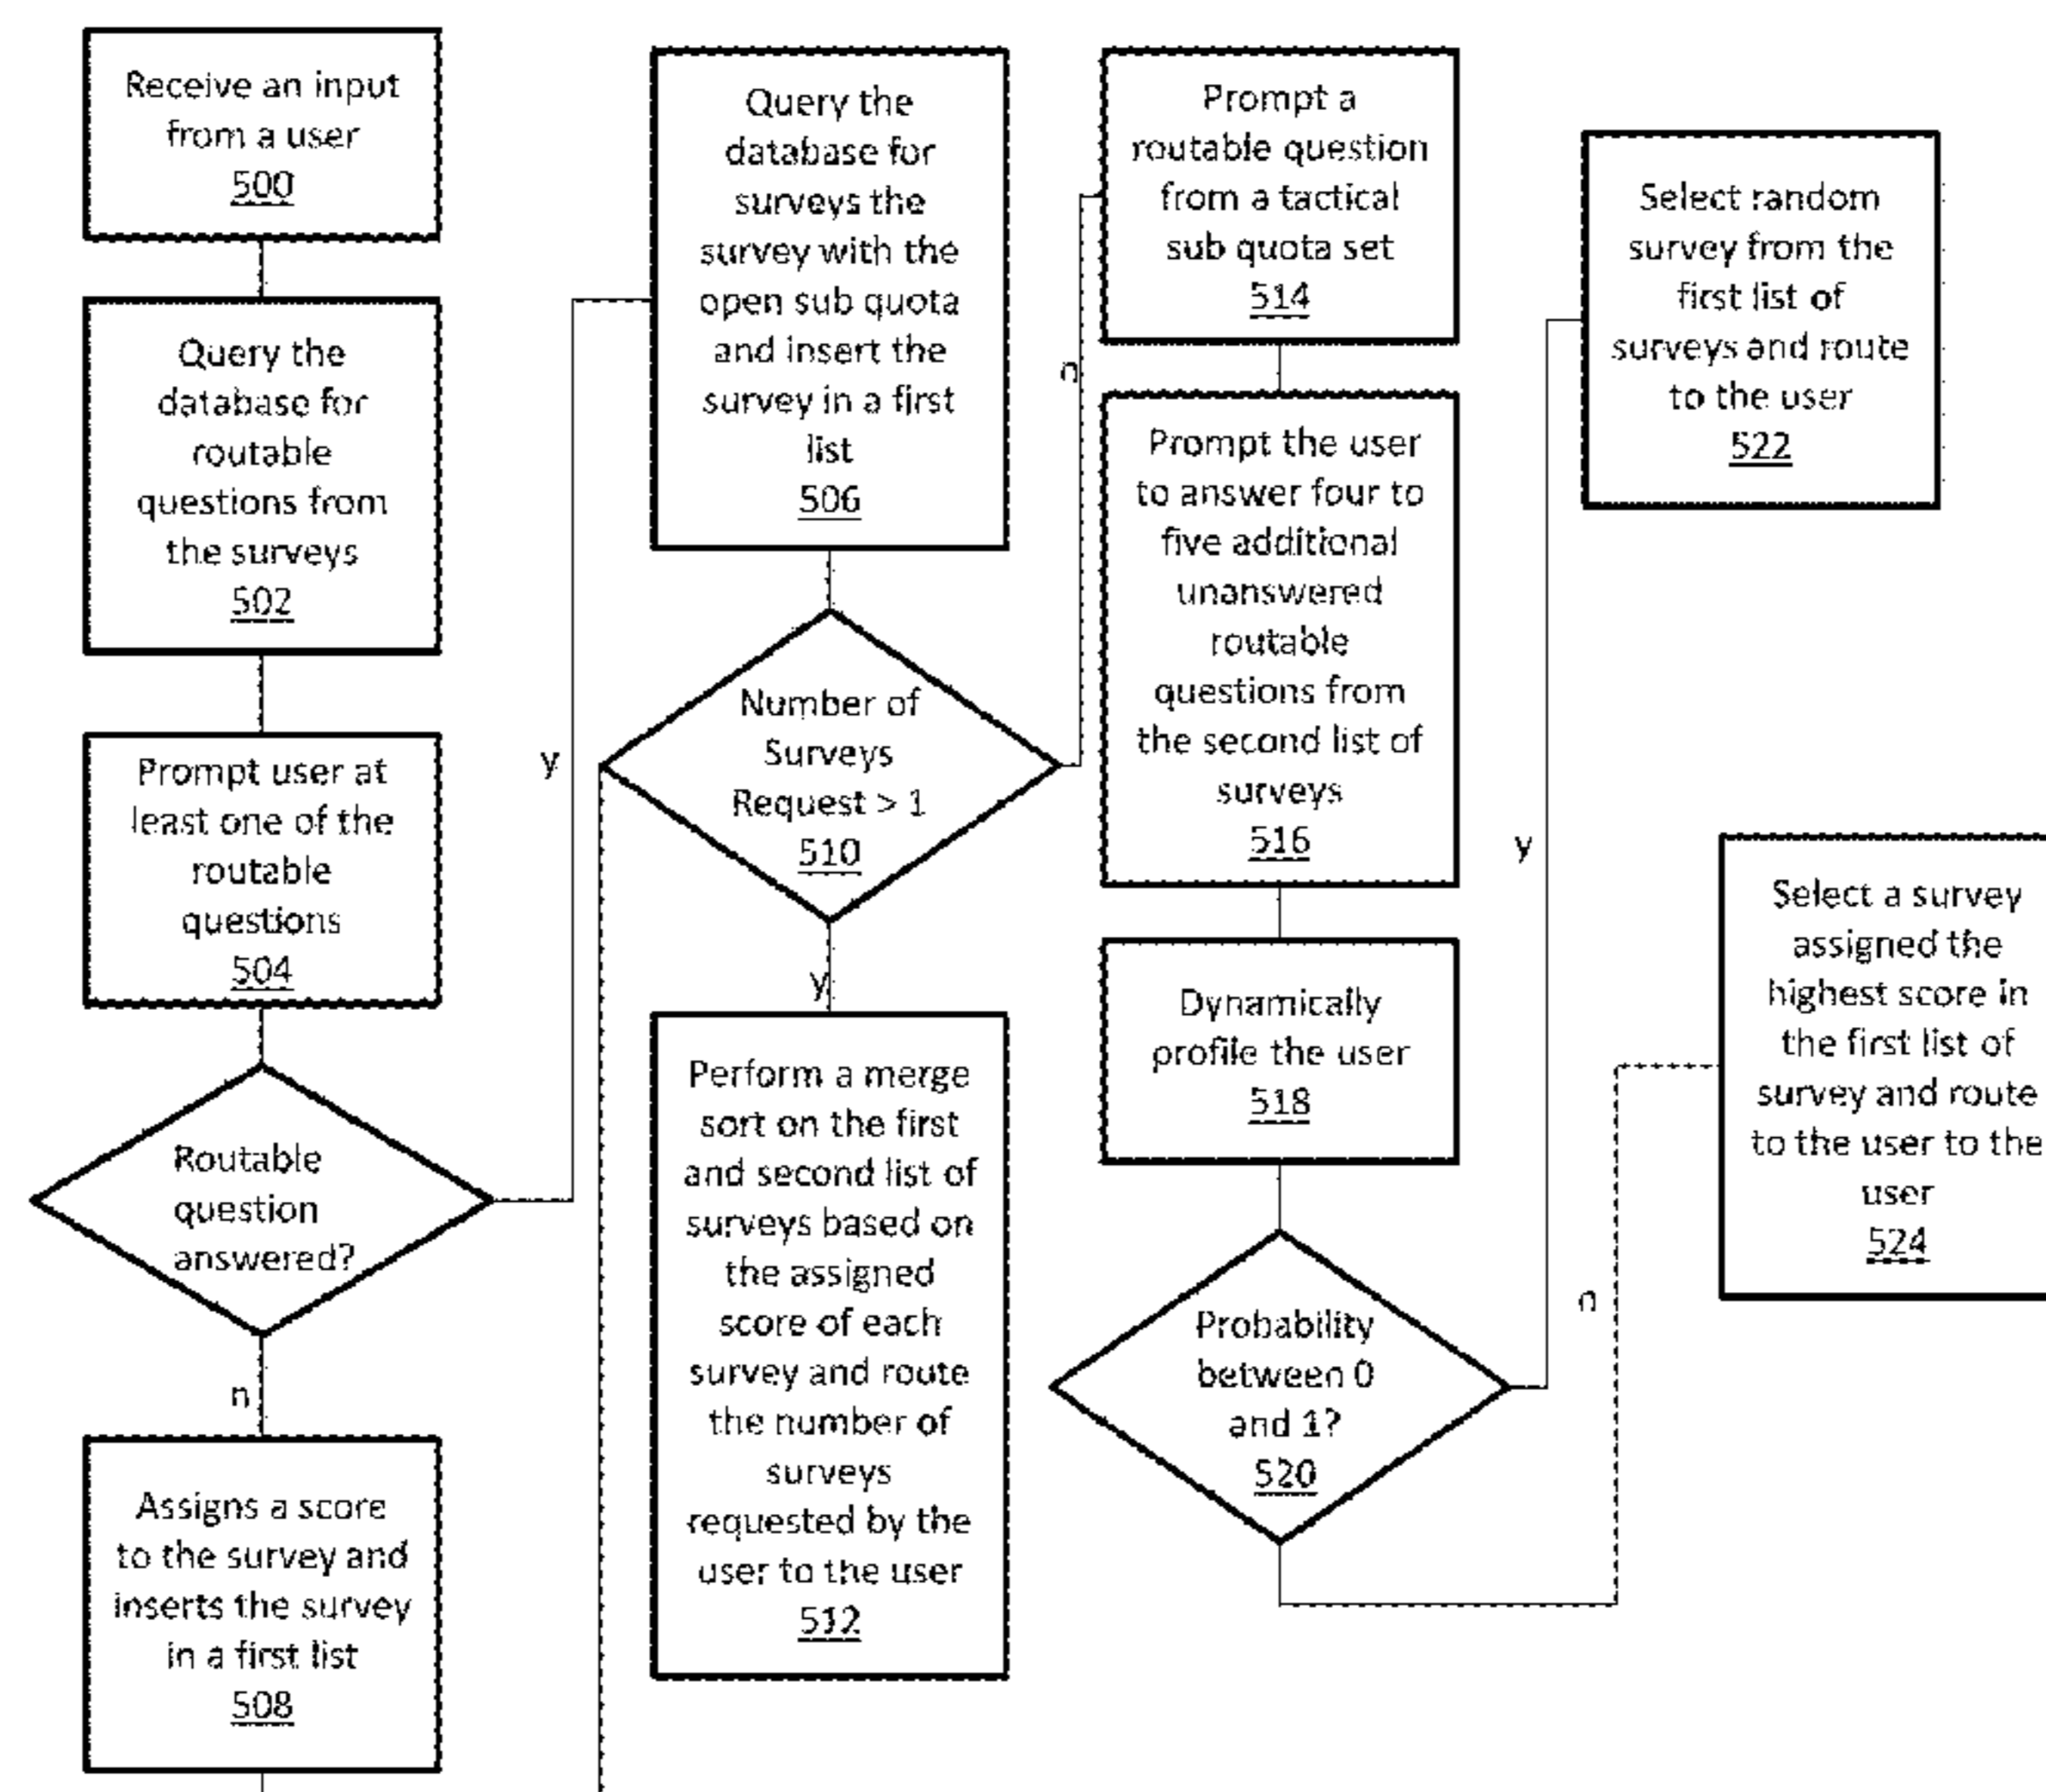 Receive an input
from a user
500
Query the
database for
routable
questions from
the surveys
502
Prompt user at
least one of the
routable
questions
504
Routable
question
answered?
n
y
Assigns a score
to the survey and
inserts the survey
in a first list
508
Query the
database for
surveys the
survey with the
open sub quota
and insert the
survey in a first
list
506
Number of
Surveys
Request > 1
510
n
y
Perform a merge
sort on the first
and second list of
surveys based on
the assigned
score of each
survey and route
the number of
surveys
requested by the
user to the user
512
Prompt a
routable question
from a tactical
sub quota set
514
Prompt the user
to answer four to
five additional
unanswered
routable
questions from
the second list of
surveys
516
Dynamically
profile the user
518
Probability
between 0
and 1?
520
y
n
Select random
survey from the
first list of
surveys and route
to the user
522
Select a survey
assigned the
highest score in
the first list of
survey and route
to the user to the
user
524